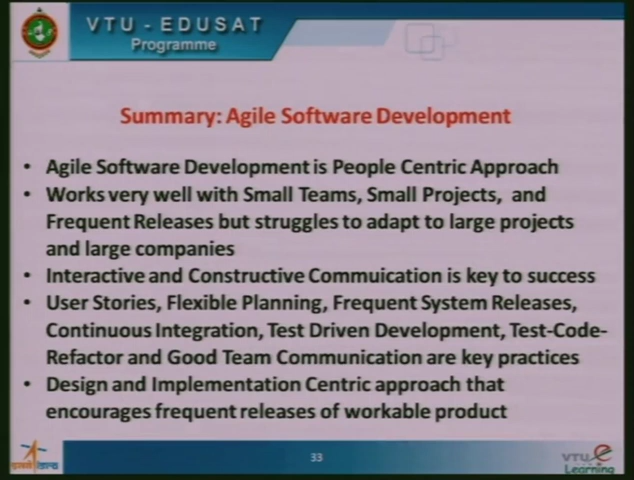 VTU - EDUSAT
Programme
Summary: Agile Software Development
• Agile Software Development is People Centric Approach
• Works very well with Small Teams, Small Projects, and
Frequent Releases but struggles to adapt to large projects
and large companies
• Interactive and Constructive Commuication is key to success
• User Stories, Flexible Planning, Frequent System Releases,
Continuous Integration, Test Driven Development, Test-Code-
Refactor and Good Team Communication are key practices
• Design and Implementation Centric approach that
encourages frequent releases of workable product
33
VTU
Learning